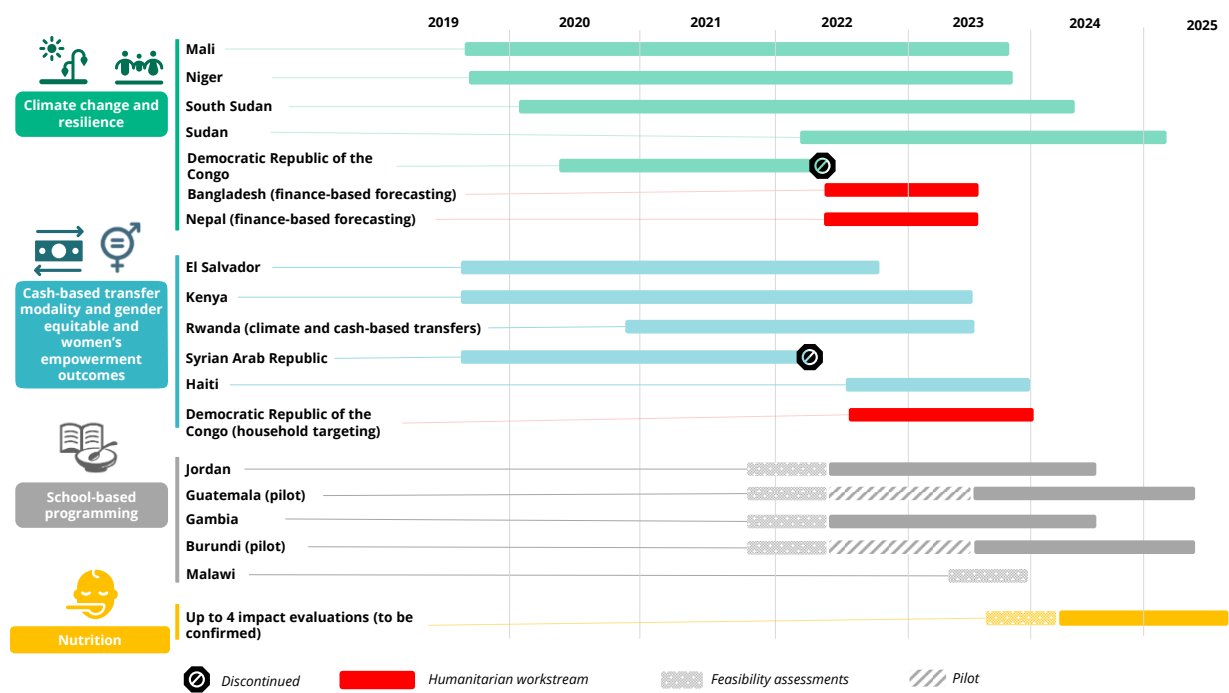 2019 2020 2021 2022 2023 2024 2025
Climate change and
resilience
Mali
Niger
South Sudan
Sudan
Democratic Republic of the
Congo
Bangladesh (finance-based forecasting)
Nepal (finance-based forecasting)
Cash-based transfer
modality and gender
equitable and
women's
empowerment
outcomes
El Salvador
Kenya
Rwanda (climate and cash-based transfers)
Syrian Arab Republic
Haiti
Democratic Republic of the
Congo (household targeting)
School-based
programming
Jordan
Guatemala (pilot)
Gambia
Burundi (pilot)
Malawi
Nutrition
Up to 4 impact evaluations (to be
confirmed)
Discontinued Humanitarian workstream Feasibility assessments Pilot